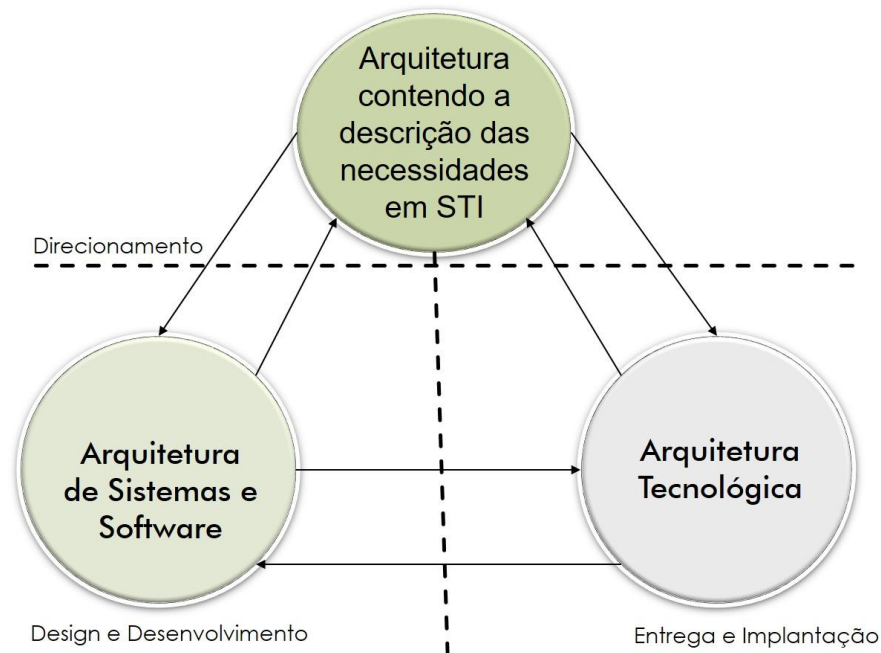 Arquitetura
contendo a
descrição das
necessidades
em STI
Direcionamento
Arquitetura
de Sistemas e
Software
Arquitetura
Tecnológica
Design e Desenvolvimento
Entrega e Implantação